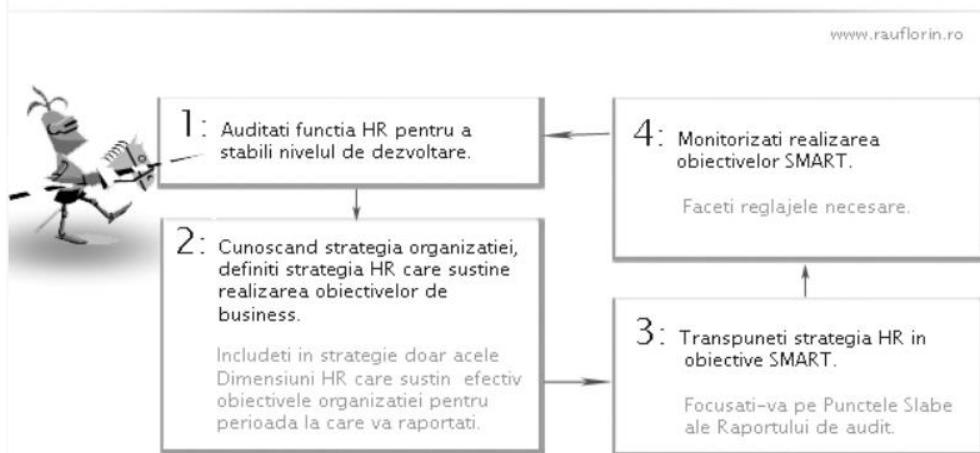 www.rauflorin.ro
1: Auditati functia HR pentru a
stabili nivelul de dezvoltare.
2: Cunoscand strategia organizatiei,
definiti strategia HR care sustine
realizarea obiectivelor de
business.
Includeti in strategie doar acele
Dimensiuni HR care sustin efectiv
obiectivele organizatiei pentru
perioada la care va raportati.
3: Transpuneti strategia HR in
obiective SMART.
Focusati-va pe Punctele Slabe
ale Raportului de audit.
4: Monitorizati realizarea
obiectivelor SMART.
Faceti reglajele necesare.